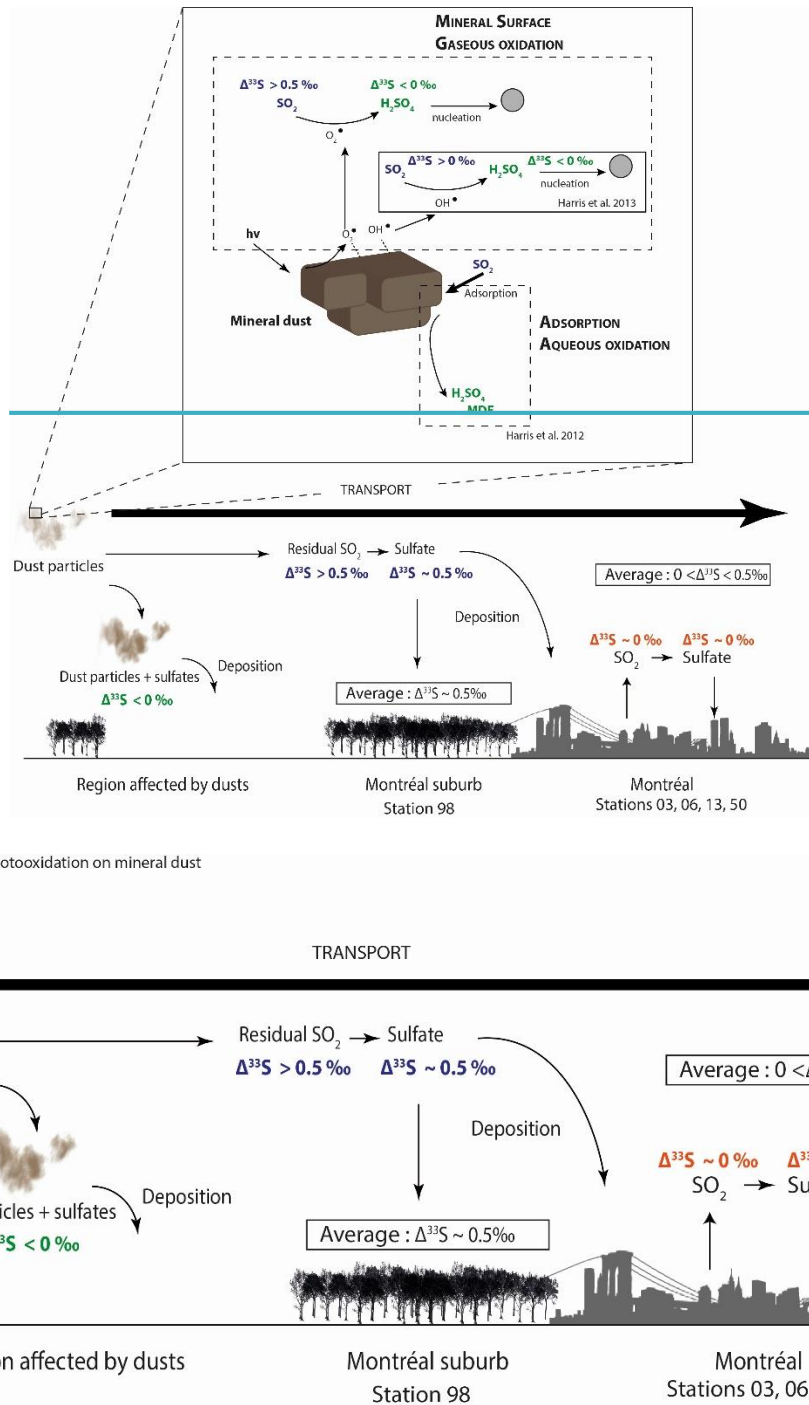 MINERAL SURFACE
GASEOUS OXIDATION
Δ³³S > 0.5 ‰ Δ³³S < 0 ‰
SO₂ H₂SO₄
nucleation
O₂•
SO₂ Δ³³S > 0 ‰ H₂SO₄ Δ³³S < 0 ‰
nucleation
OH•
Harris et al. 2013
hν O₂• OH•
SO₂
Adsorption
Mineral dust
ADSORPTION
AQUEOUS OXIDATION
H₂SO₄
MDF
Harris et al. 2012
TRANSPORT
Dust particles
Residual SO₂ Sulfate
Δ³³S > 0.5 ‰ Δ³³S ~ 0.5 ‰
Average : 0 <Δ³³S < 0.5‰
Deposition
Δ³³S ~ 0 ‰ Δ³³S ~ 0 ‰
SO₂ Sulfate
Deposition
Dust particles + sulfates
Δ³³S < 0 ‰
Average : Δ³³S ~ 0.5‰
Region affected by dusts Montréal suburb Montréal
Station 98 Stations 03, 06, 13, 50
otooxidation on mineral dust
TRANSPORT
Residual SO₂ Sulfate
Δ³³S > 0.5 ‰ Δ³³S ~ 0.5 ‰
Average : 0 <Δ
Deposition
Δ³³S ~ 0 ‰ Δ³³
SO₂ Su
Deposition
icles + sulfates
³S < 0 ‰
Average : Δ³³S ~ 0.5‰
n affected by dusts Montréal suburb Montréal
Station 98 Stations 03, 06